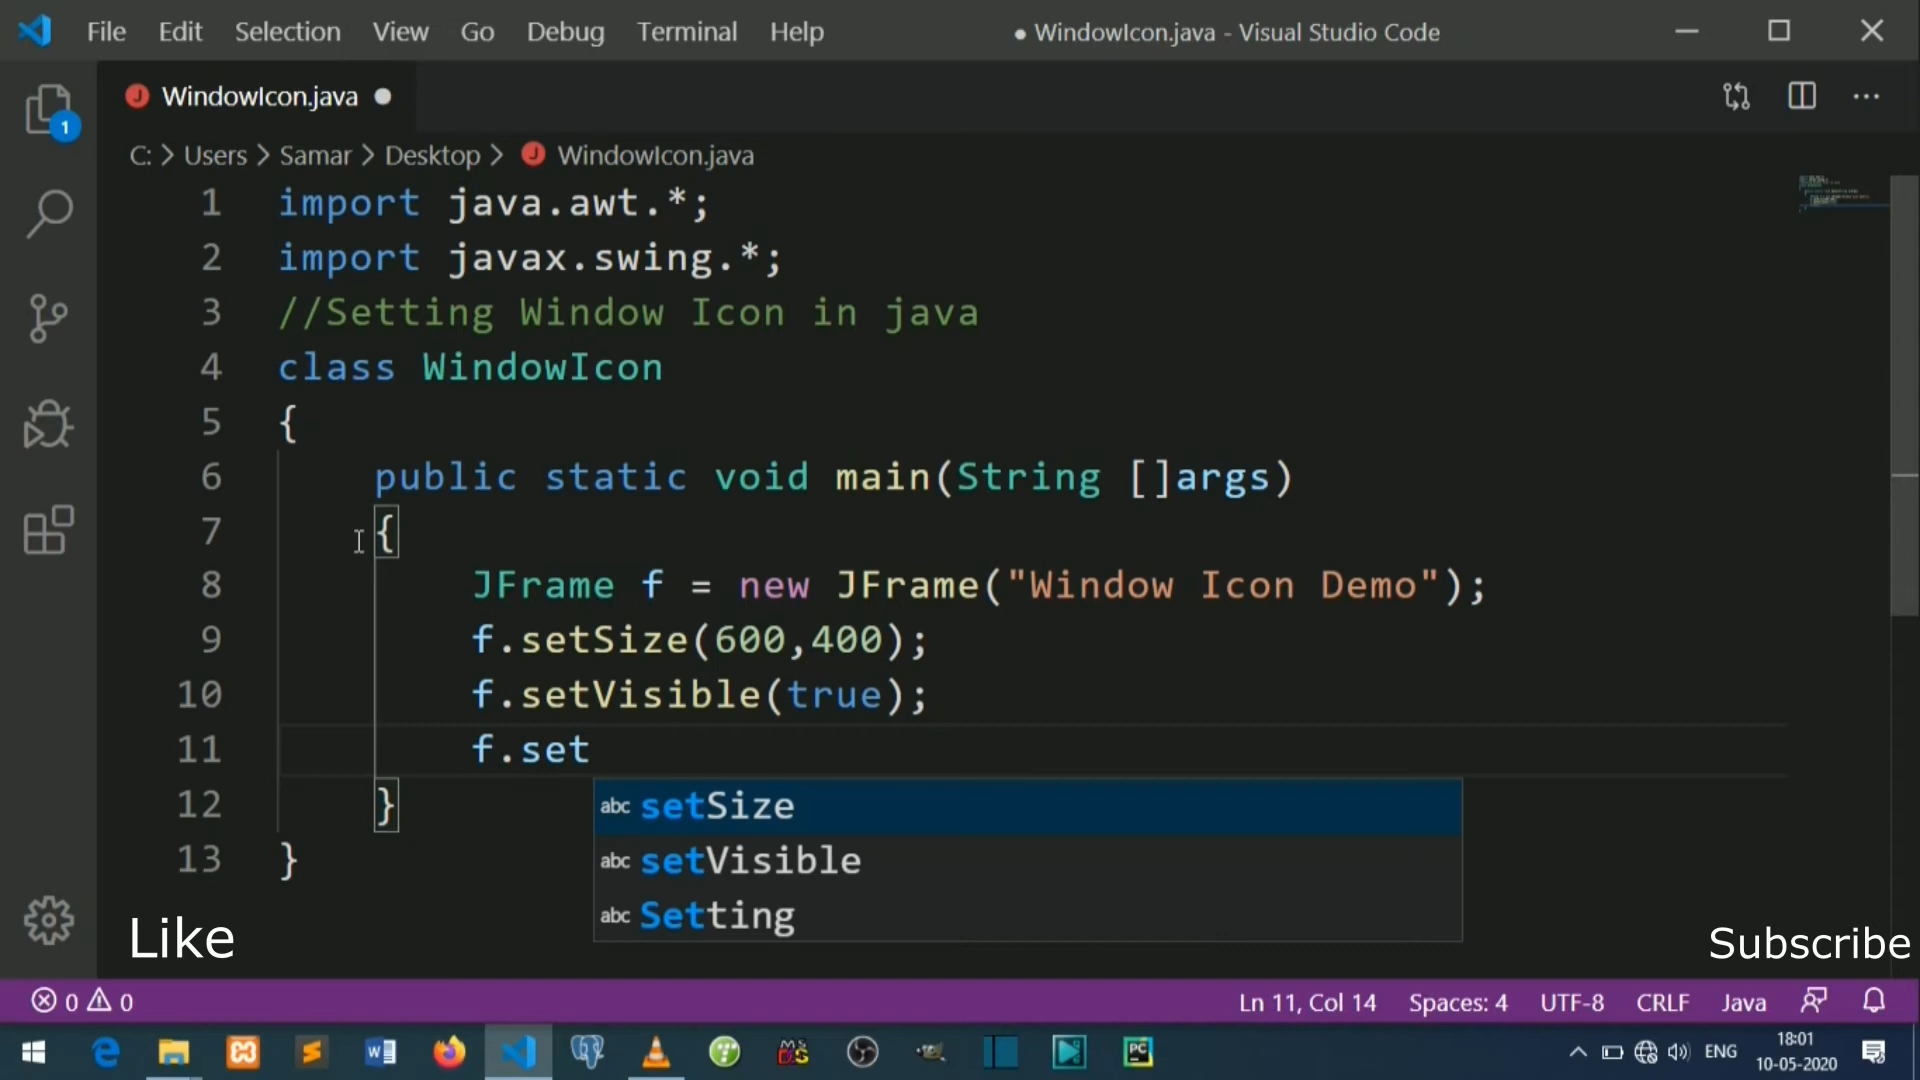 File Edit Selection View Go Debug Terminal Help ● WindowIcon.java - Visual Studio Code
J WindowIcon.java ●
1
C: > Users > Samar > Desktop > J WindowIcon.java
1 import java.awt.*;
2 import javax.swing.*;
3 //Setting Window Icon in java
4 class WindowIcon
5 {
6 public static void main(String []args)
7 {
8 JFrame f = new JFrame("Window Icon Demo");
9 f.setSize(600,400);
10 f.setVisible(true);
11 f.set
12 }
abc setSize
abc setVisible
13 }
abc Setting
Like
Subscribe
0 0 Ln 11, Col 14 Spaces: 4 UTF-8 CRLF Java
ENG 18:01
10-05-2020